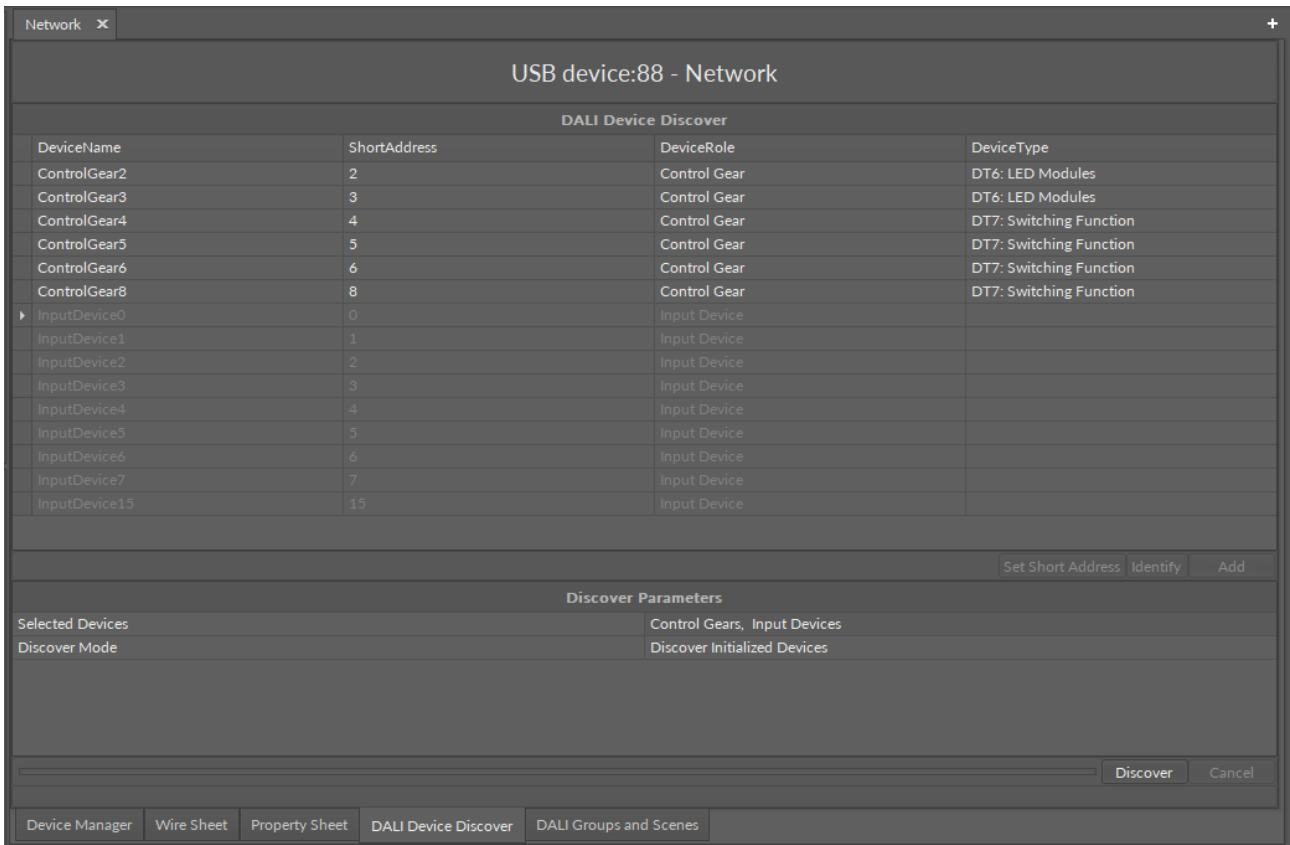 Network ×
+
USB device:88 - Network
DALI Device Discover
DeviceName ShortAddress DeviceRole DeviceType
ControlGear2 2 Control Gear DT6: LED Modules
ControlGear3 3 Control Gear DT6: LED Modules
ControlGear4 4 Control Gear DT7: Switching Function
ControlGear5 5 Control Gear DT7: Switching Function
ControlGear6 6 Control Gear DT7: Switching Function
ControlGear8 8 Control Gear DT7: Switching Function
InputDevice0 0 Input Device
InputDevice1 1 Input Device
InputDevice2 2 Input Device
InputDevice3 3 Input Device
InputDevice4 4 Input Device
InputDevice5 5 Input Device
InputDevice6 6 Input Device
InputDevice7 7 Input Device
InputDevice15 15 Input Device
Set Short Address Identify Add
Discover Parameters
Selected Devices Control Gears, Input Devices
Discover Mode Discover Initialized Devices
Discover Cancel
Device Manager Wire Sheet Property Sheet DALI Device Discover DALI Groups and Scenes